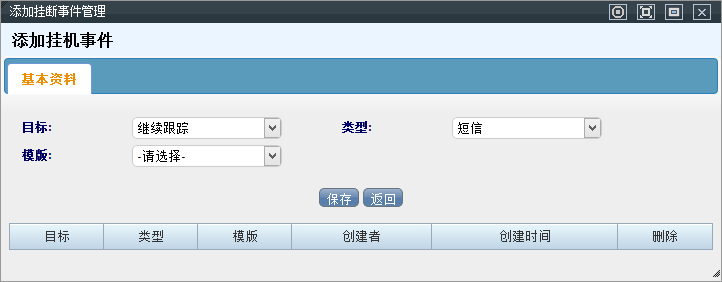 添加挂断事件管理
添加挂机事件
基本资料
目标: 继续跟踪 类型: 短信
模版: -请选择-
保存 返回
目标 类型 模版 创建者 创建时间 删除